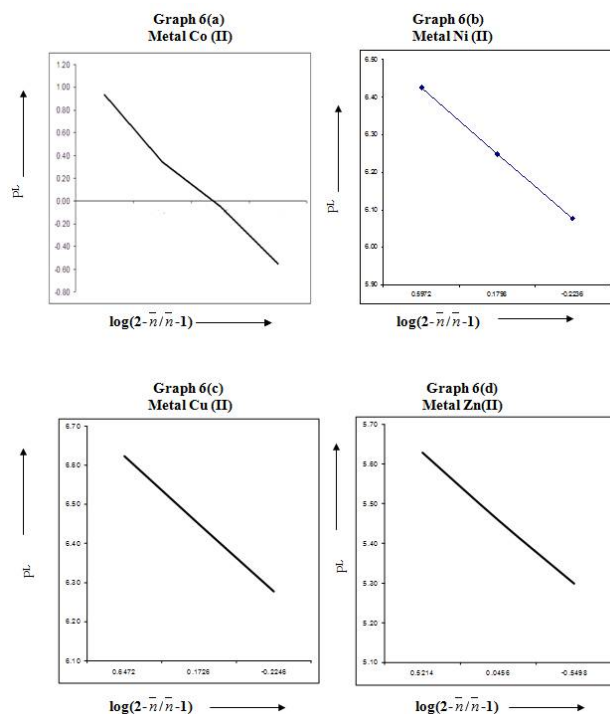 Graph 6(a)
Metal Co (II)
1.20
1.00
0.80
0.60
0.40
0.20
0.00
-0.20
-0.40
-0.60
-0.80
pL
log(2-n̅/n̅-1)
Graph 6(b)
Metal Ni (II)
6.50
6.40
6.30
6.20
6.10
6.00
5.90
pL
0.5972 0.1796 -0.2236
log(2-n̅/n̅-1)
Graph 6(c)
Metal Cu (II)
6.70
6.60
6.50
6.40
6.30
6.20
6.10
pL
0.6472 0.1726 -0.2246
log(2-n̅/n̅-1)
Graph 6(d)
Metal Zn(II)
5.70
5.60
5.50
5.40
5.30
5.20
5.10
pL
0.5214 0.0456 -0.5498
log(2-n̅/n̅-1)